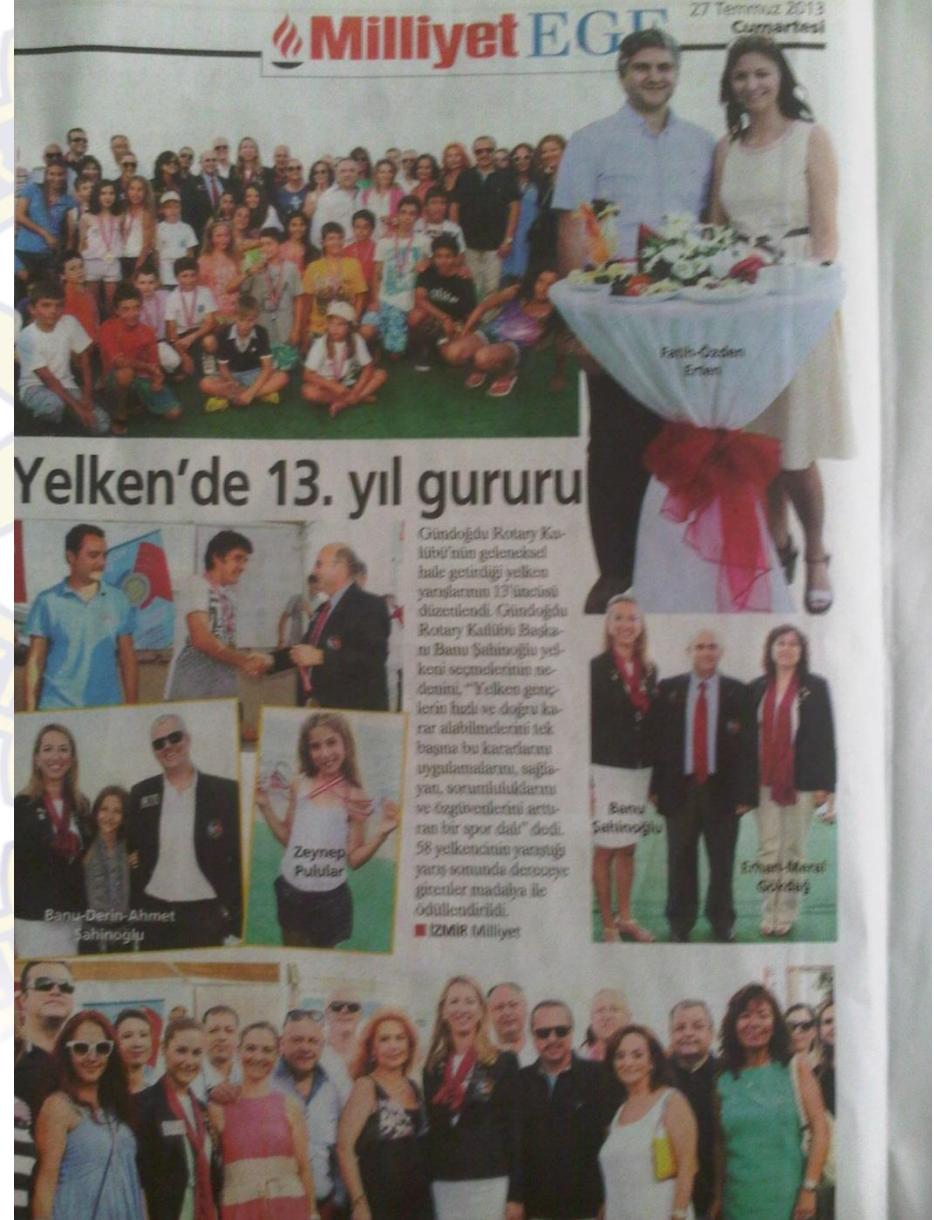 Milliyet EGE
27 Temmuz 2013
Cumartesi
Fatih-Özden
Erten
Yelken’de 13. yıl gururu
Gündoğdu Rotary Ku-
lübü’nün geleneksel
hale getirdiği yelken
yarışlarının 13’üncüsü
düzenlendi. Gündoğdu
Rotary Kulübü Başka-
nı Banu Şahinoğlu yel-
keni seçmelerinin ne-
denini, “Yelken genç-
lerin hızlı ve doğru ka-
rar alabilmelerini tek
başına bu kararlarını
uygulamalarını, sağla-
yan, sorumluluklarını
ve özgüvenlerini arttı-
ran bir spor dalı” dedi.
58 yelkencinin yarıştığı
yarış sonunda dereceye
girenler madalya ile
ödüllendirildi.
İZMİR Milliyet
Banu-Derin-Ahmet
Şahinoğlu
Zeynep
Pulular
Banu
Şahinoğlu
Erhan-Meral
Gökdağ